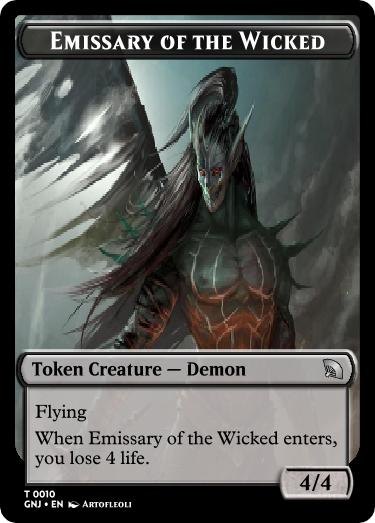 Emissary of the Wicked
Token Creature — Demon
Flying
When Emissary of the Wicked enters,
you lose 4 life.
4/4
T 0010
GNJ • EN Artofleoli